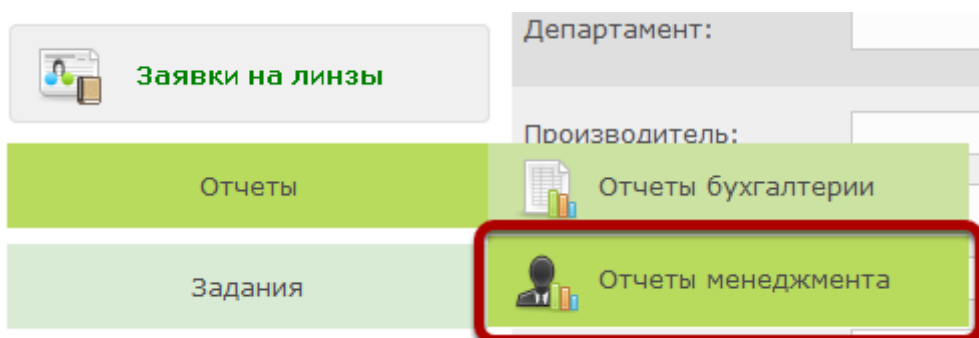 Департамент:
Заявки на линзы
Производитель:
Отчеты
Отчеты бухгалтерии
Отчеты менеджмента
Задания